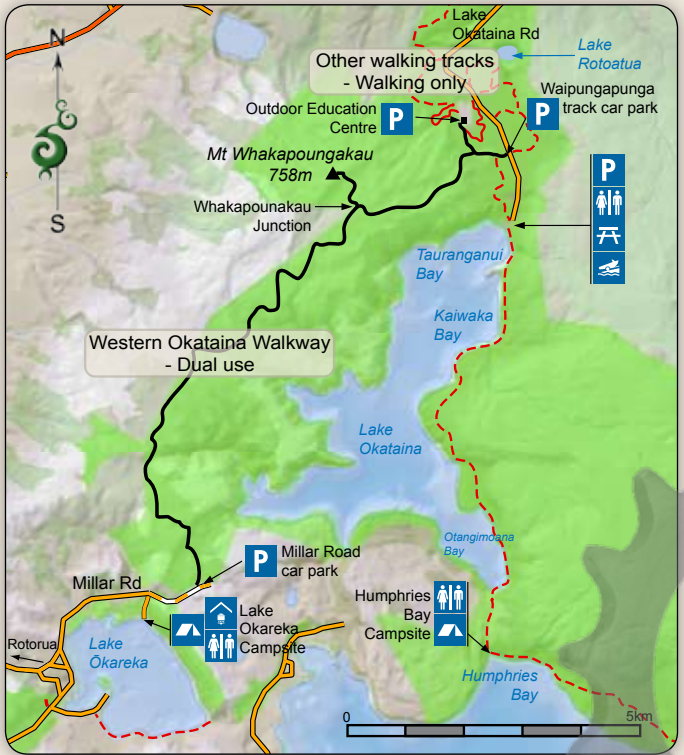 Lake
Okataina Rd
N
Lake
Rotoatua
Other walking tracks
- Walking only
Waipungapunga
track car park
P
Outdoor Education
Centre
P
Mt Whakapoungakau
758m
P
Whakapounakau
Junction
S
Tauranganui
Bay
Kaiwaka
Bay
Western Okataina Walkway
- Dual use
Lake
Okataina
Otangimoana
Bay
P
Millar Road
car park
Millar Rd
Humphries
Bay
Campsite
Lake
Okareka
Campsite
Rotorua
Lake
Ōkareka
Humphries
Bay
0
5km